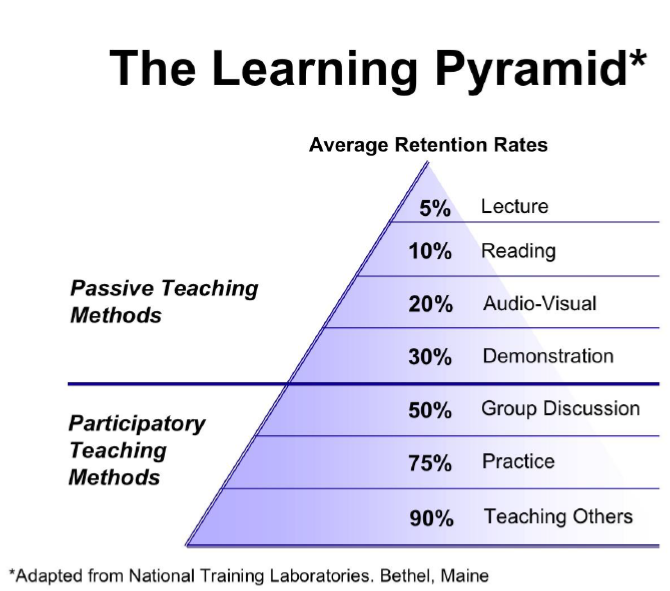 The Learning Pyramid*
Average Retention Rates
5% Lecture
10% Reading
Passive Teaching
Methods
20% Audio-Visual
30% Demonstration
50% Group Discussion
Participatory
Teaching
Methods
75% Practice
90% Teaching Others
*Adapted from National Training Laboratories. Bethel, Maine